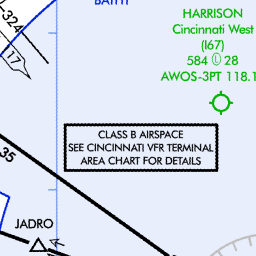 -324
17
HARRISON
Cincinnati West
(I67)
584 Ⓛ 28
AWOS-3PT 118.1
CLASS B AIRSPACE
SEE CINCINNATI VFR TERMINAL
AREA CHART FOR DETAILS
35
JADRO